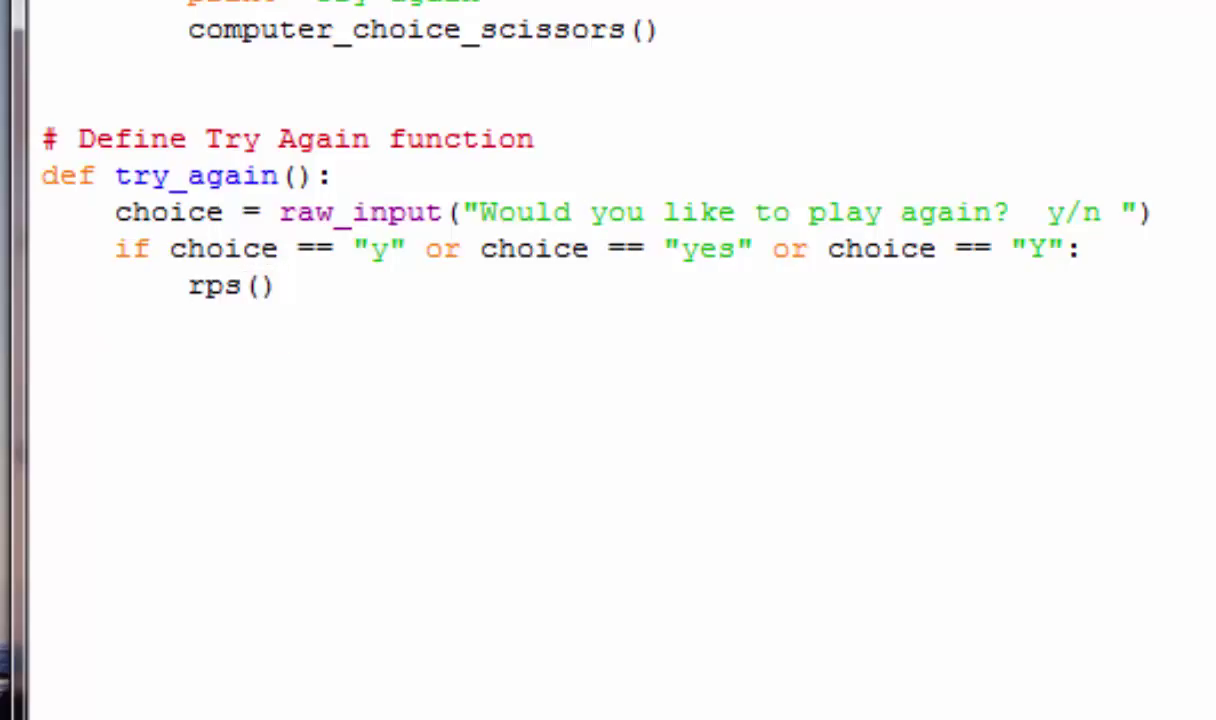 computer_choice_scissors()
# Define Try Again function
def try_again():
choice = raw_input("Would you like to play again?  y/n ")
if choice == "y" or choice == "yes" or choice == "Y":
rps()